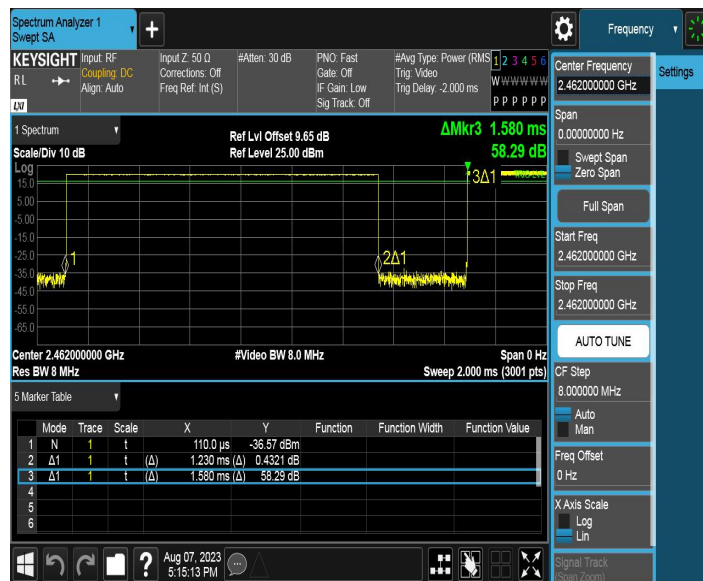 Spectrum Analyzer 1
Swept SA
+
Frequency
KEYSIGHT
RL
LXI
Input: RF
Coupling: DC
Align: Auto
Input Z: 50 Ω
Corrections: Off
Freq Ref: Int (S)
#Atten: 30 dB
PNO: Fast
Gate: Off
IF Gain: Low
Sig Track: Off
#Avg Type: Power (RMS
Trig: Video
Trig Delay: -2.000 ms
1 2 3 4 5 6
W W W W W W
P P P P P P
Settings
Center Frequency
2.462000000 GHz
Span
0.00000000 Hz
Swept Span
Zero Span
Full Span
Start Freq
2.462000000 GHz
Stop Freq
2.462000000 GHz
AUTO TUNE
CF Step
8.000000 MHz
Auto
Man
Freq Offset
0 Hz
X Axis Scale
Log
Lin
Signal Track
(Span Zoom)
1 Spectrum
Scale/Div 10 dB
Ref Lvl Offset 9.65 dB
Ref Level 25.00 dBm
ΔMkr3 1.580 ms
58.29 dB
Log
15.0
5.00
-5.00
-15.0
-25.0
-35.0
-45.0
-55.0
-65.0
1
2Δ1
3Δ1
Center 2.462000000 GHz
Res BW 8 MHz
#Video BW 8.0 MHz
Span 0 Hz
Sweep 2.000 ms (3001 pts)
5 Marker Table
Mode Trace Scale X Y Function Function Width Function Value
1 N 1 t 110.0 µs -36.57 dBm
2 Δ1 1 t (Δ) 1.230 ms (Δ) 0.4321 dB
3 Δ1 1 t (Δ) 1.580 ms (Δ) 58.29 dB
4
5
6
?
Aug 07, 2023
5:15:13 PM